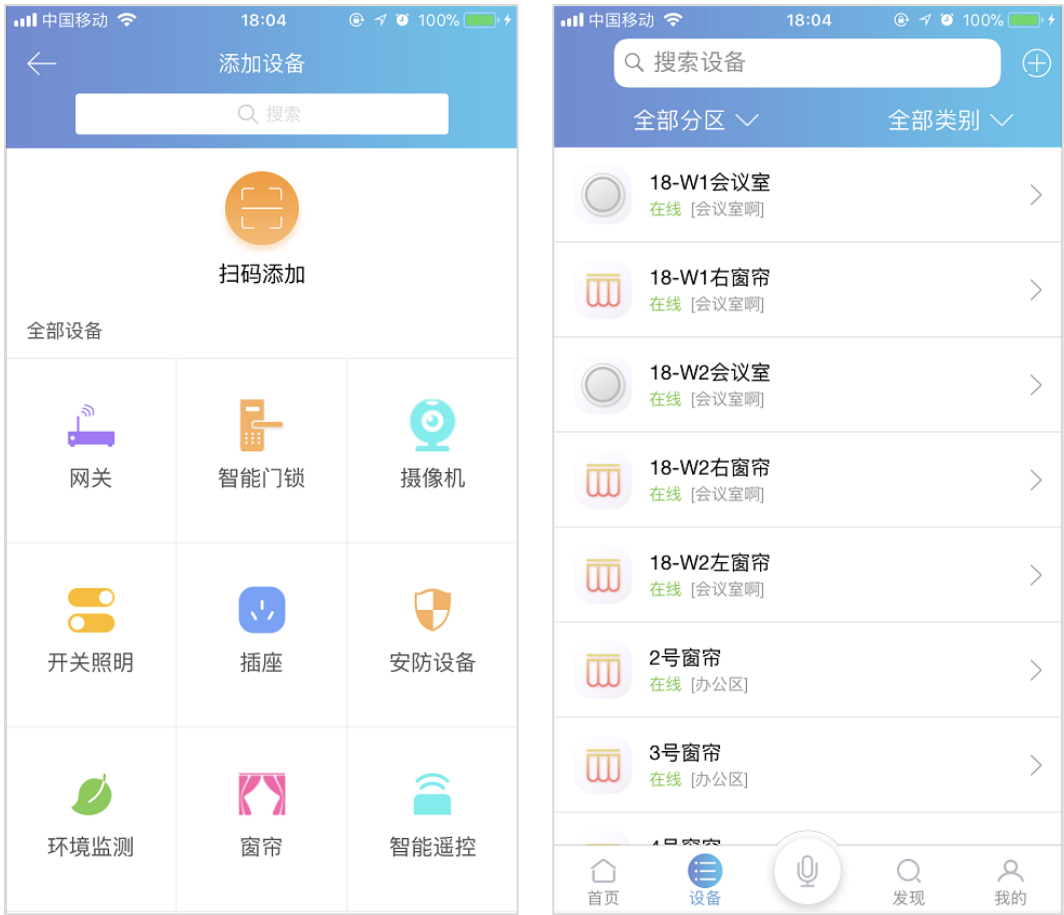 中国移动 18:04 100%
添加设备
搜索
扫码添加
全部设备
网关 智能门锁 摄像机
开关照明 插座 安防设备
环境监测 窗帘 智能遥控
中国移动 18:04 100%
搜索设备
全部分区 全部类别
18-W1会议室
在线 [会议室啊]
18-W1右窗帘
在线 [会议室啊]
18-W2会议室
在线 [会议室啊]
18-W2右窗帘
在线 [会议室啊]
18-W2左窗帘
在线 [会议室啊]
2号窗帘
在线 [办公区]
3号窗帘
在线 [办公区]
4号窗帘
首页 设备 发现 我的